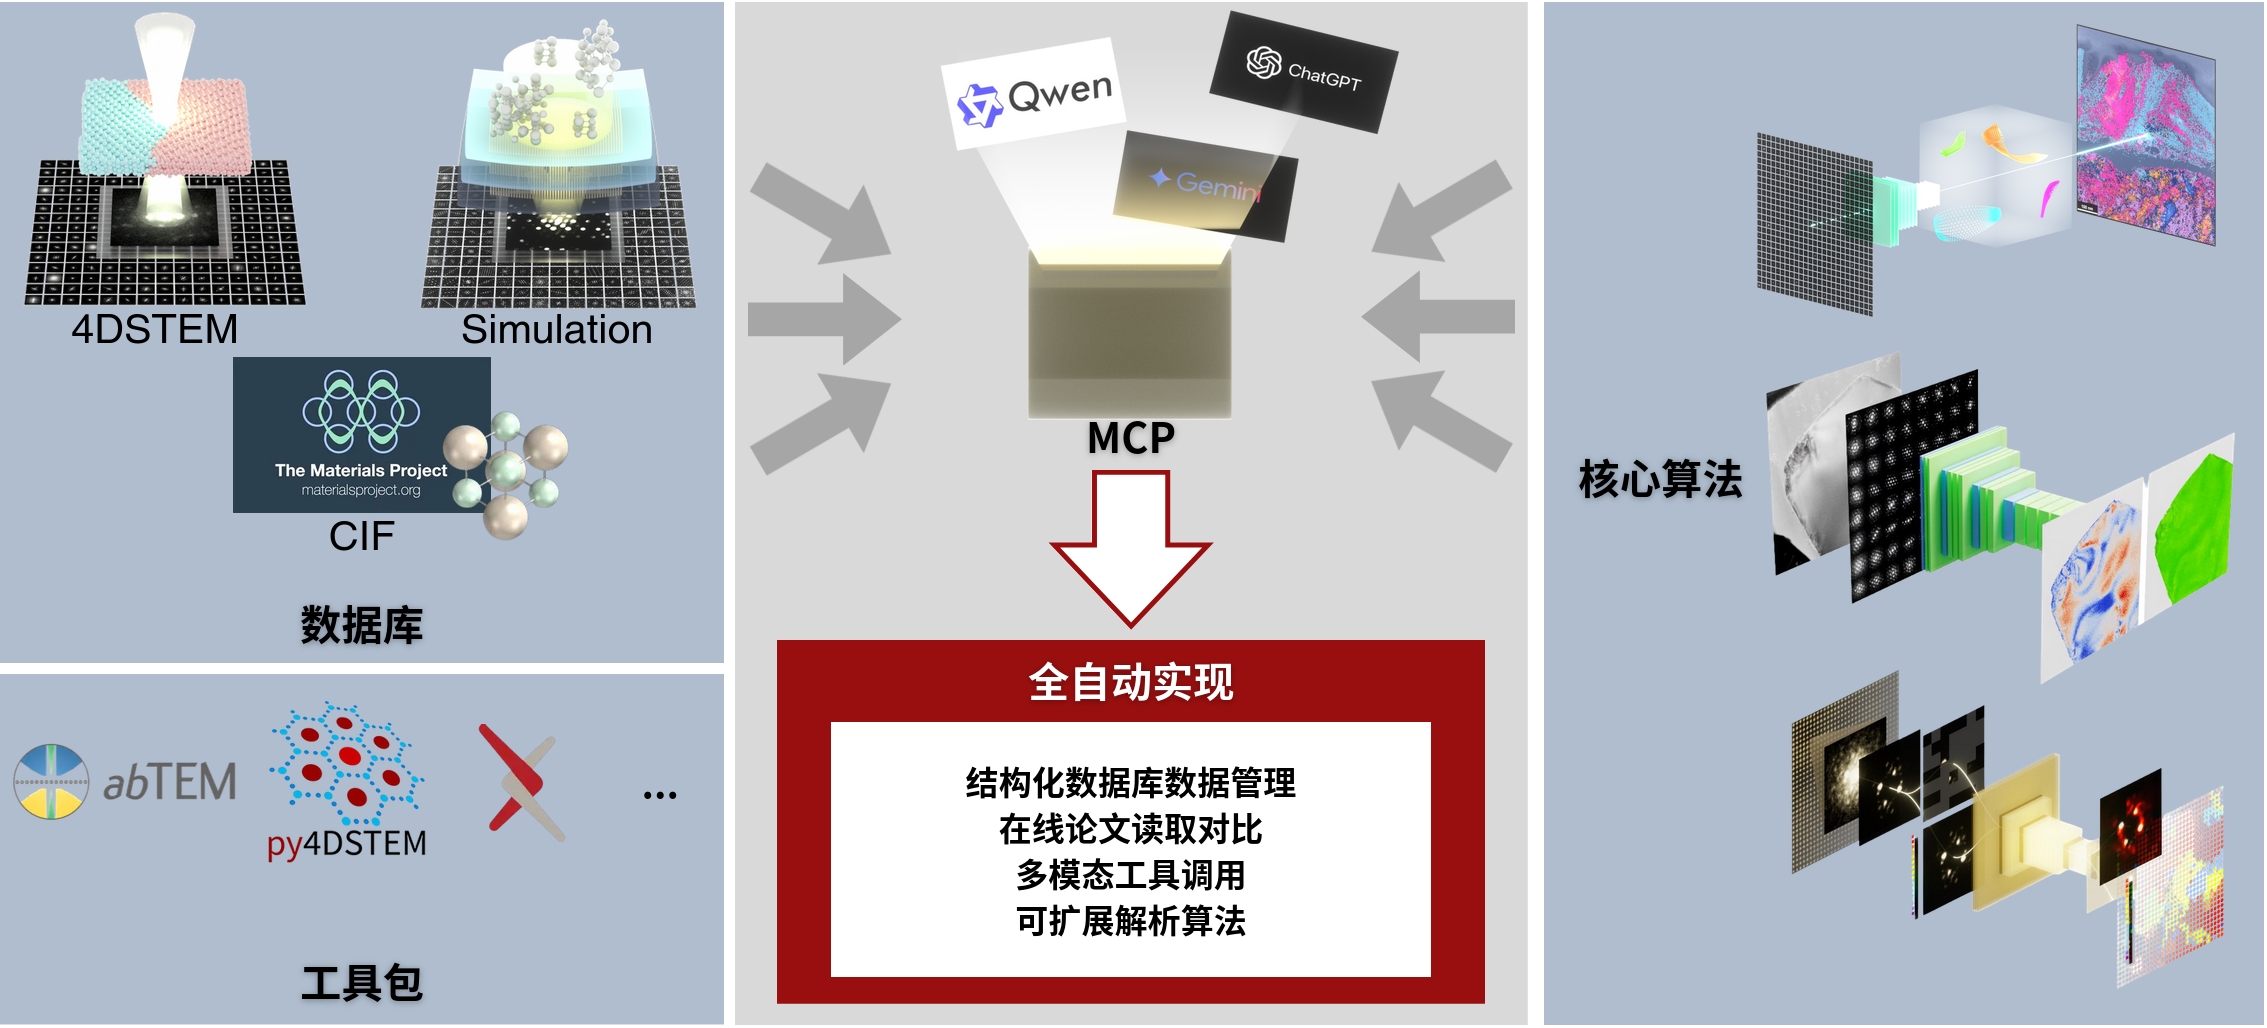 4DSTEM
Simulation
The Materials Project
materialsproject.org
CIF
数据库
abTEM
py4DSTEM
...
工具包
Qwen
ChatGPT
Gemini
MCP
全自动实现
结构化数据库数据管理
在线论文读取对比
多模态工具调用
可扩展解析算法
核心算法